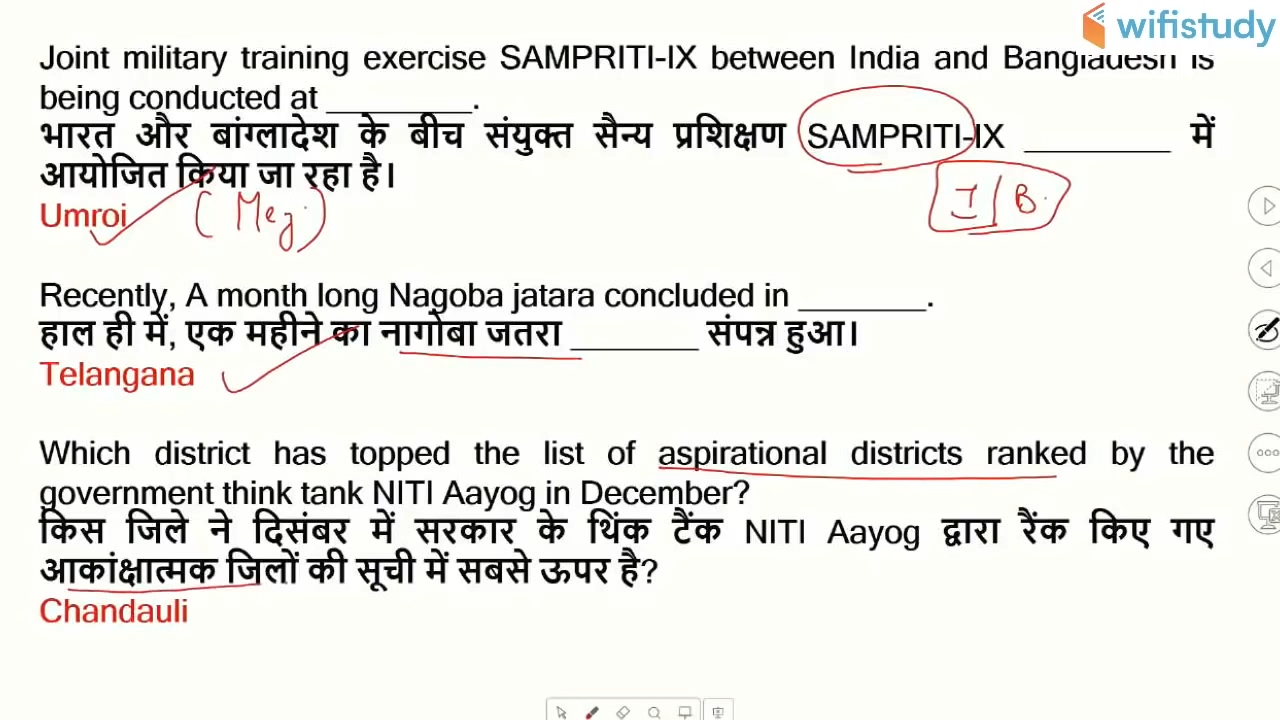 wifistudy
Joint military training exercise SAMPRITI-IX between India and Bangladesh is
being conducted at ________.
भारत और बांग्लादेश के बीच संयुक्त सैन्य प्रशिक्षण SAMPRITI-IX ________ में
आयोजित किया जा रहा है।
Umroi (Meg.) I/B.
Recently, A month long Nagoba jatara concluded in _______.
हाल ही में, एक महीने का नागोबा जतरा _______ संपन्न हुआ।
Telangana
Which district has topped the list of aspirational districts ranked by the
government think tank NITI Aayog in December?
किस जिले ने दिसंबर में सरकार के थिंक टैंक NITI Aayog द्वारा रैंक किए गए
आकांक्षात्मक जिलों की सूची में सबसे ऊपर है?
Chandauli